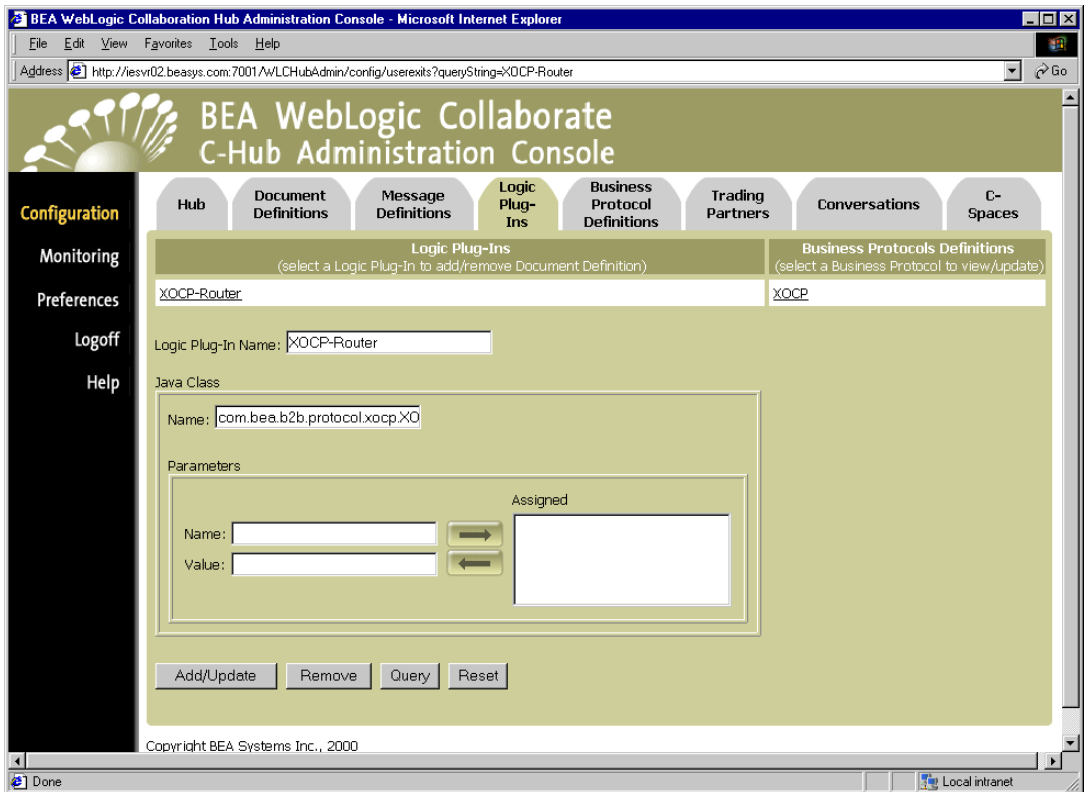 BEA WebLogic Collaboration Hub Administration Console - Microsoft Internet Explorer
File Edit View Favorites Tools Help
Address http://iesvr02.beasys.com:7001/WLCHubAdmin/config/userexits?queryString=XOCP-Router Go
BEA WebLogic Collaborate
C-Hub Administration Console
Configuration
Monitoring
Preferences
Logoff
Help
Hub
Document
Definitions
Message
Definitions
Logic
Plug-
Ins
Business
Protocol
Definitions
Trading
Partners
Conversations
C-
Spaces
Logic Plug-Ins
(select a Logic Plug-In to add/remove Document Definition)
Business Protocols Definitions
(select a Business Protocol to view/update)
XOCP-Router
XOCP
Logic Plug-In Name: XOCP-Router
Java Class
Name: com.bea.b2b.protocol.xocp.XO
Parameters
Assigned
Name:
Value:
Add/Update Remove Query Reset
Copyright BEA Systems Inc., 2000
Done Local intranet